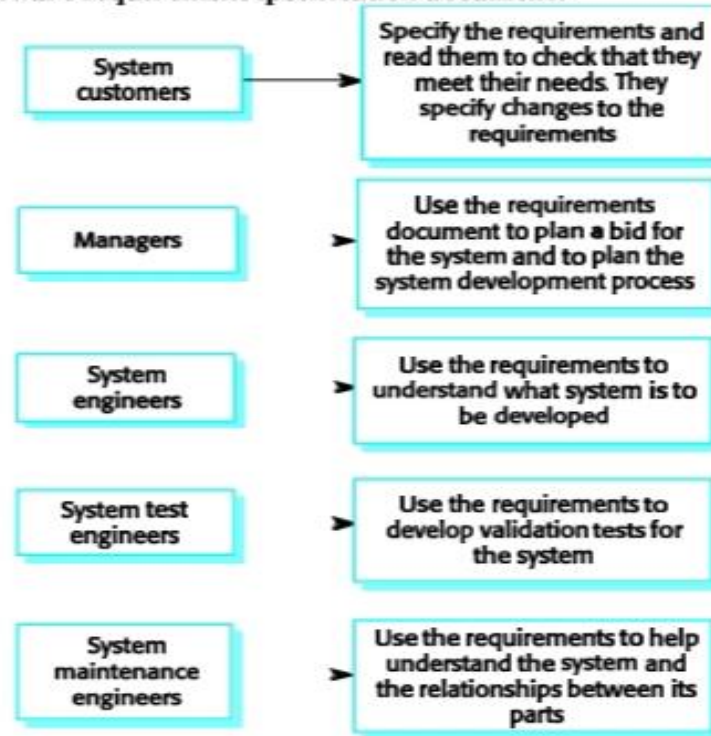 System
customers
Specify the requirements and
read them to check that they
meet their needs. They
specify changes to the
requirements
Managers
Use the requirements
document to plan a bid for
the system and to plan the
system development process
System
engineers
Use the requirements to
understand what system is to
be developed
System test
engineers
Use the requirements to
develop validation tests for
the system
System
maintenance
engineers
Use the requirements to help
understand the system and
the relationships between its
parts